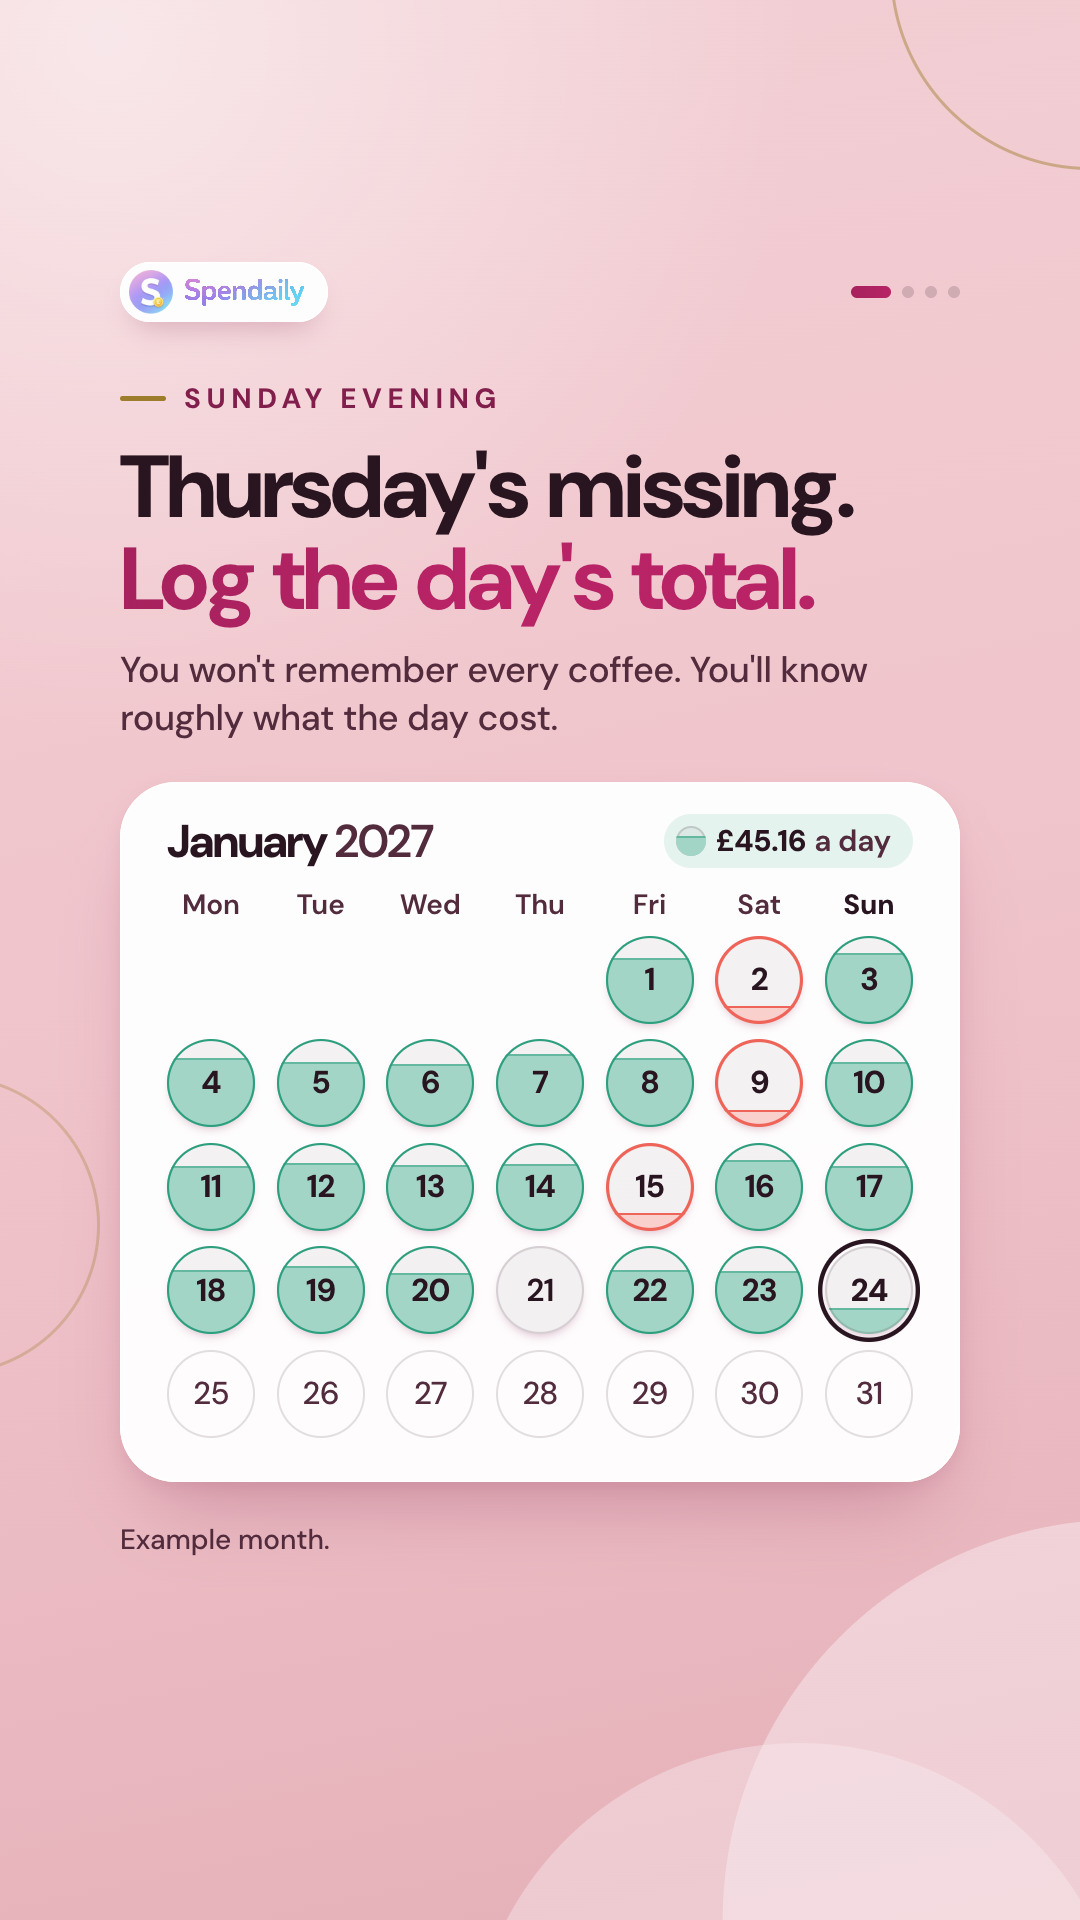 Spendaily
SUNDAY EVENING
Thursday's missing.
Log the day's total.
You won't remember every coffee. You'll know
roughly what the day cost.
January 2027 £45.16 a day
Mon Tue Wed Thu Fri Sat Sun
1 2 3
4 5 6 7 8 9 10
11 12 13 14 15 16 17
18 19 20 21 22 23 24
25 26 27 28 29 30 31
Example month.